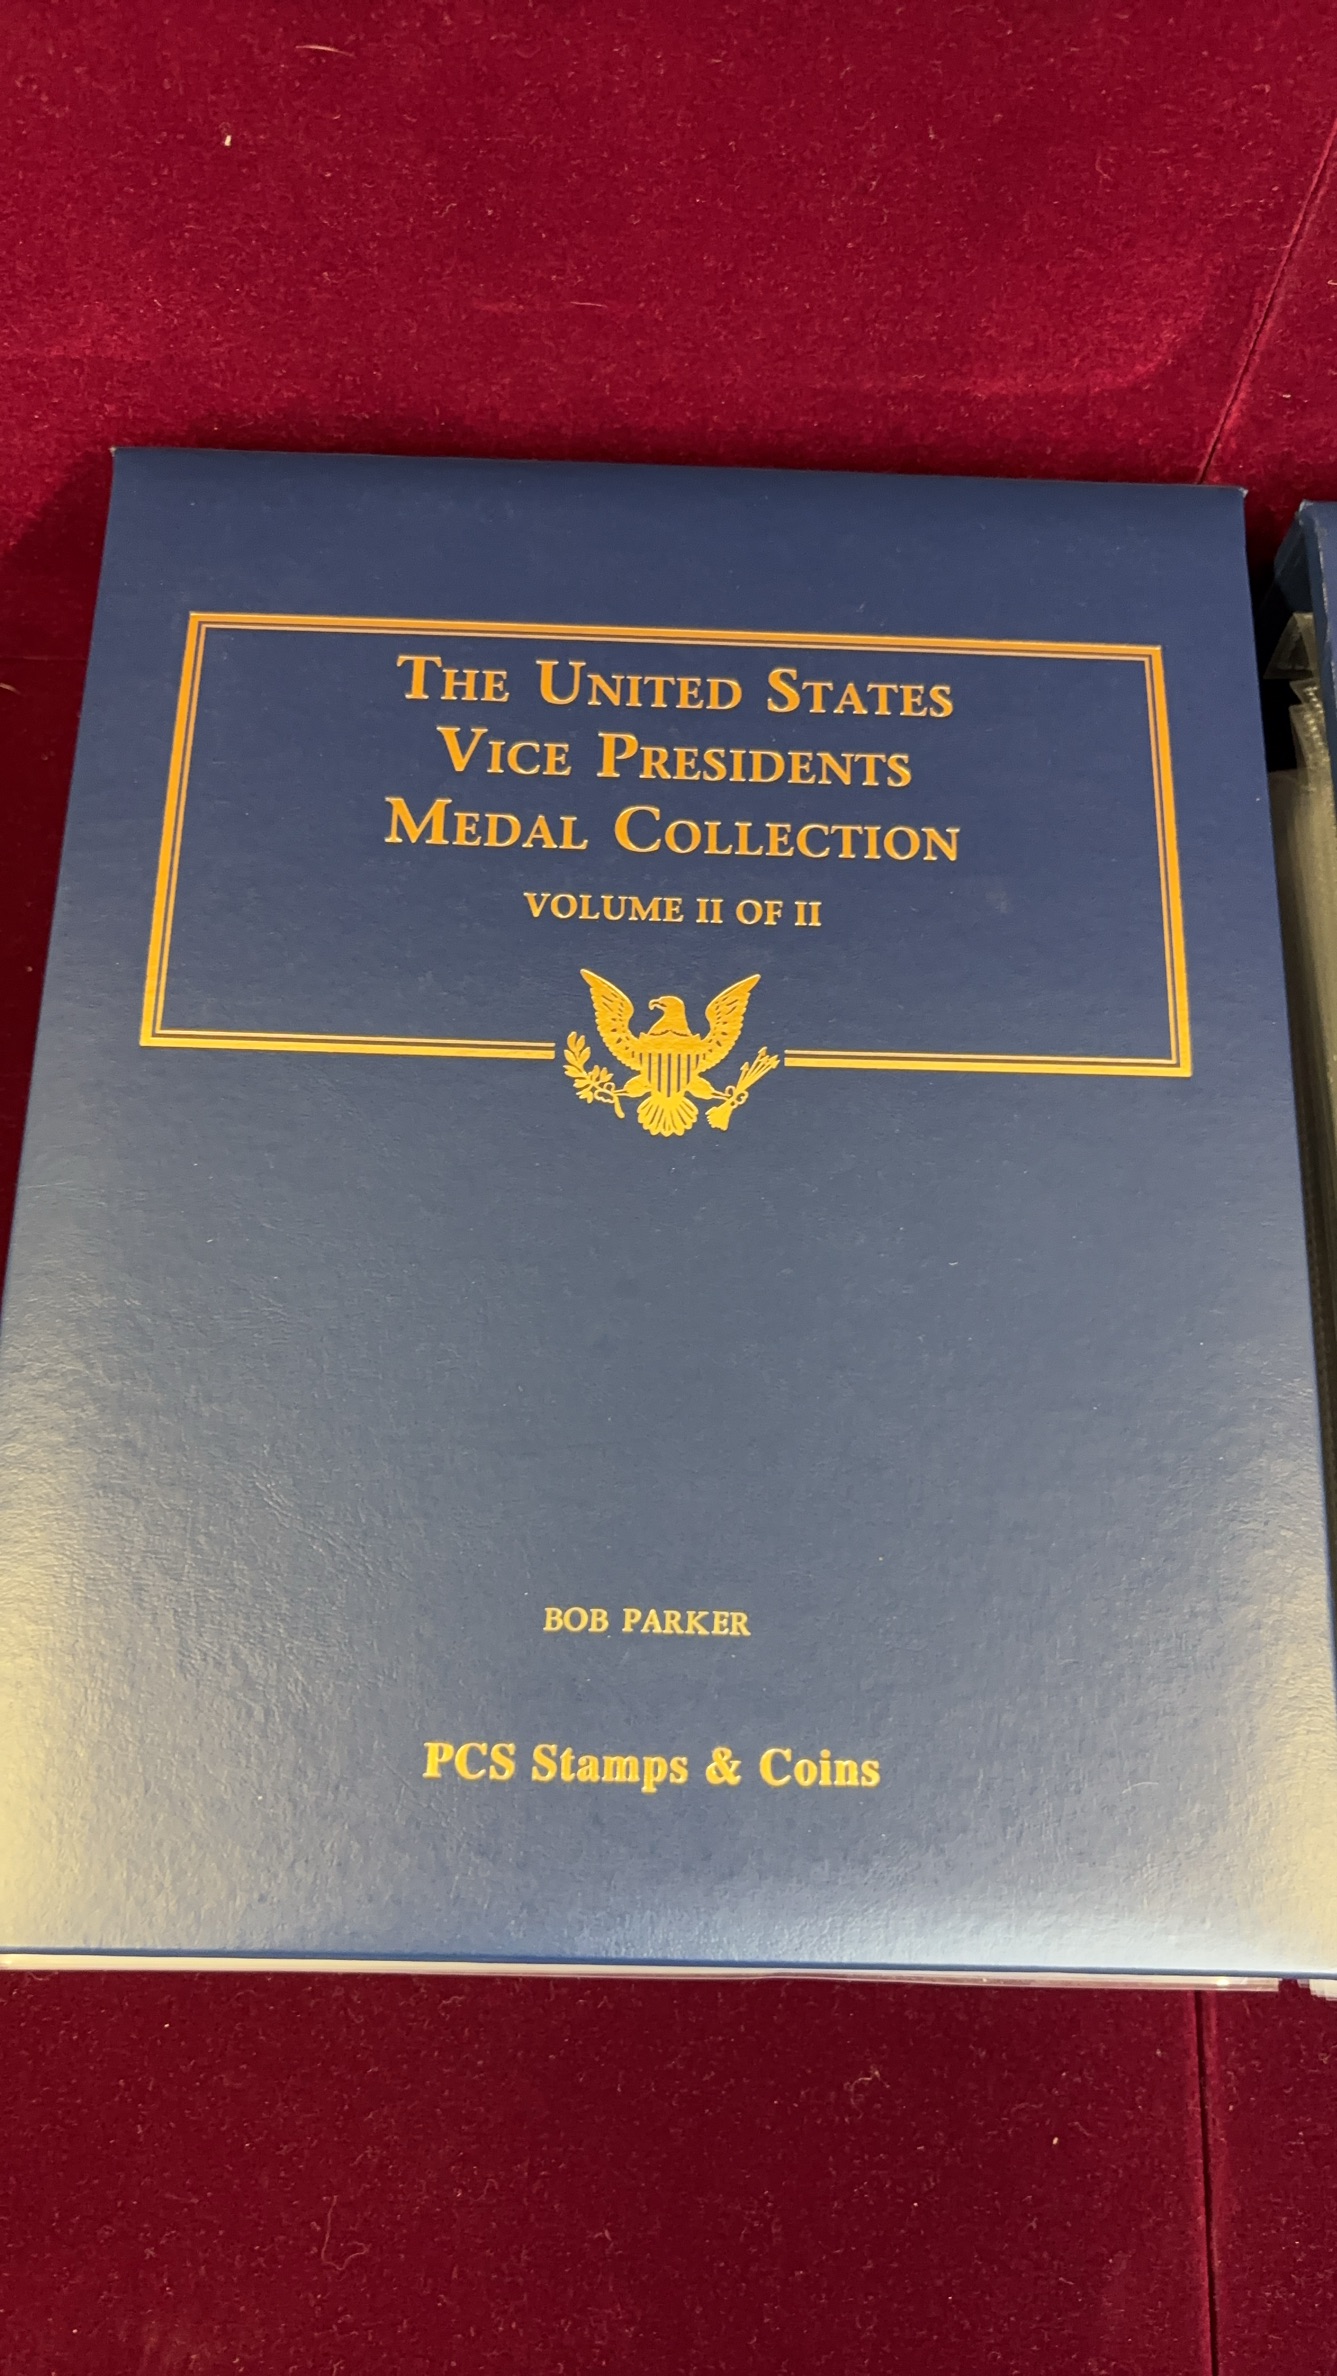 THE UNITED STATES
VICE PRESIDENTS
MEDAL COLLECTION
VOLUME II OF II
BOB PARKER
PCS Stamps & Coins